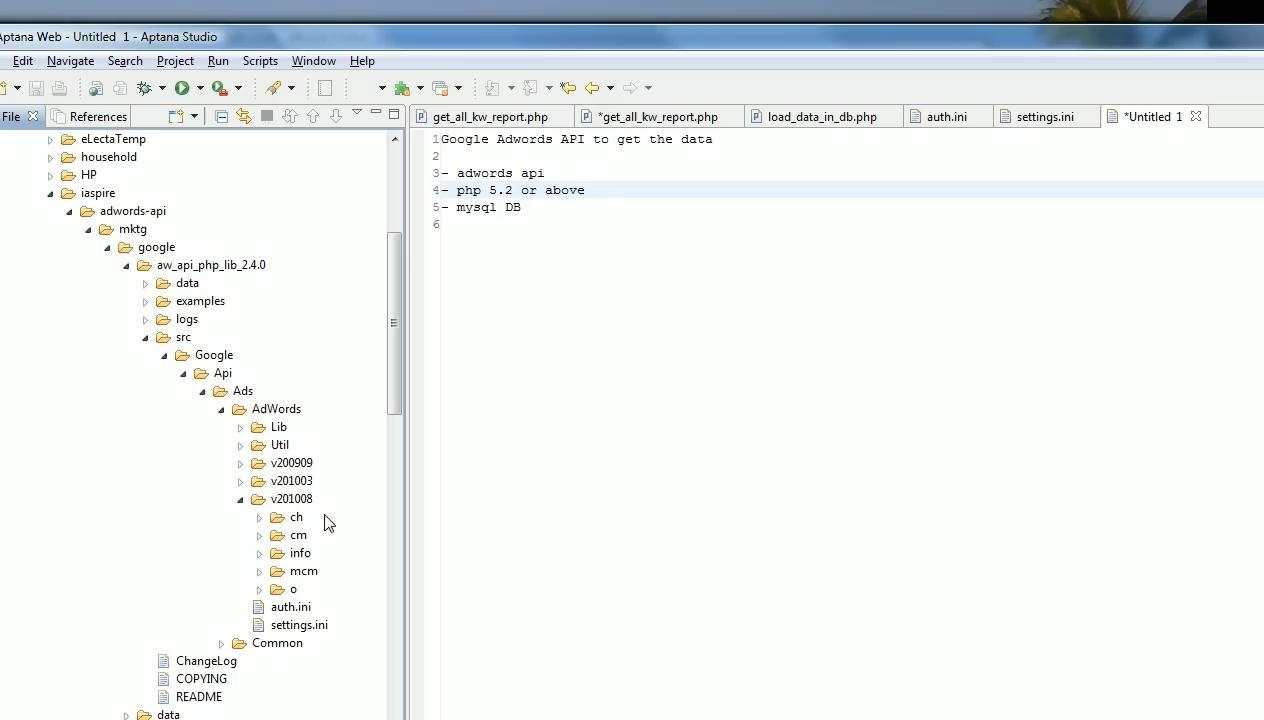 Aptana Web - Untitled 1 - Aptana Studio
Edit Navigate Search Project Run Scripts Window Help
File References get_all_kw_report.php *get_all_kw_report.php load_data_in_db.php auth.ini settings.ini *Untitled 1
eLectaTemp
household
HP
iaspire
adwords-api
mktg
google
aw_api_php_lib_2.4.0
data
examples
logs
src
Google
Api
Ads
AdWords
Lib
Util
v200909
v201003
v201008
ch
cm
info
mcm
o
auth.ini
settings.ini
Common
ChangeLog
COPYING
README
data
1Google Adwords API to get the data
2
3- adwords api
4- php 5.2 or above
5- mysql DB
6